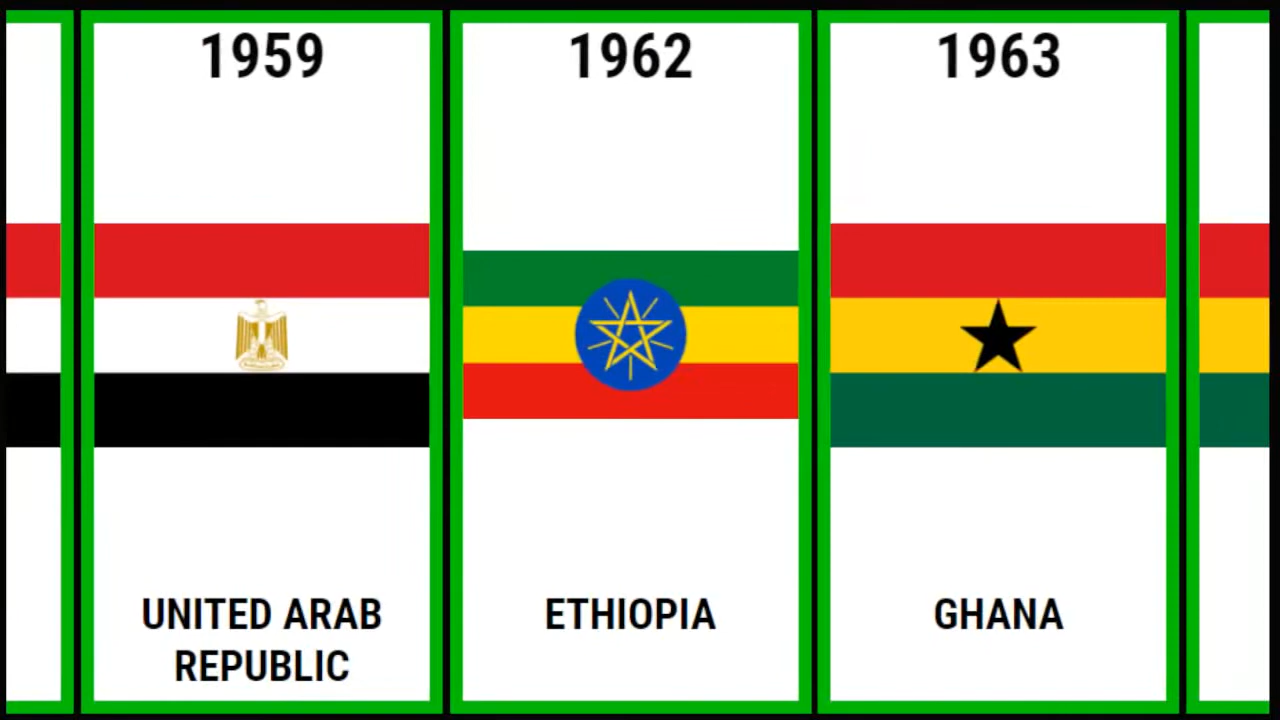 1959
UNITED ARAB
REPUBLIC
1962
ETHIOPIA
1963
GHANA